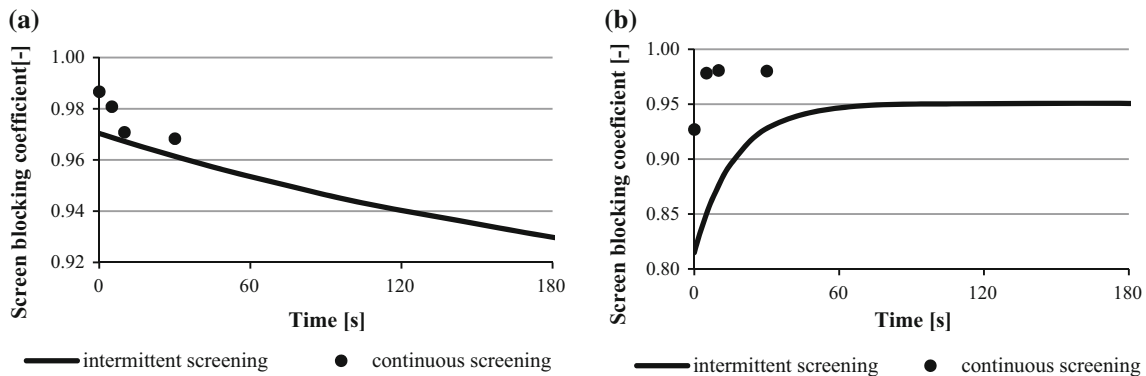 (a)
Screen blocking coefficient[-]
1.00
0.98
0.96
0.94
0.92
0
60
120
180
Time [s]
intermittent screening
continuous screening
(b)
Screen blocking coeeficient [-]
1.00
0.95
0.90
0.85
0.80
0
60
120
180
Time [s]
intermittent screening
continuous screening